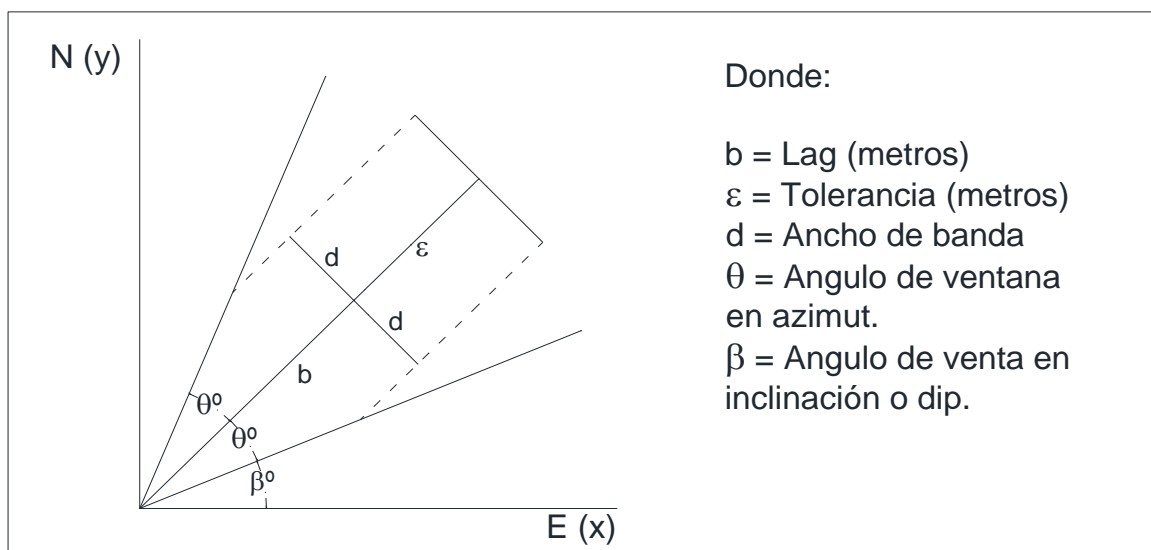 N (y)
Donde:
b = Lag (metros)
ε = Tolerancia (metros)
d = Ancho de banda
θ = Angulo de ventana
en azimut.
β = Angulo de venta en
inclinación o dip.
d
ε
d
b
θº
θº
βº
E (x)